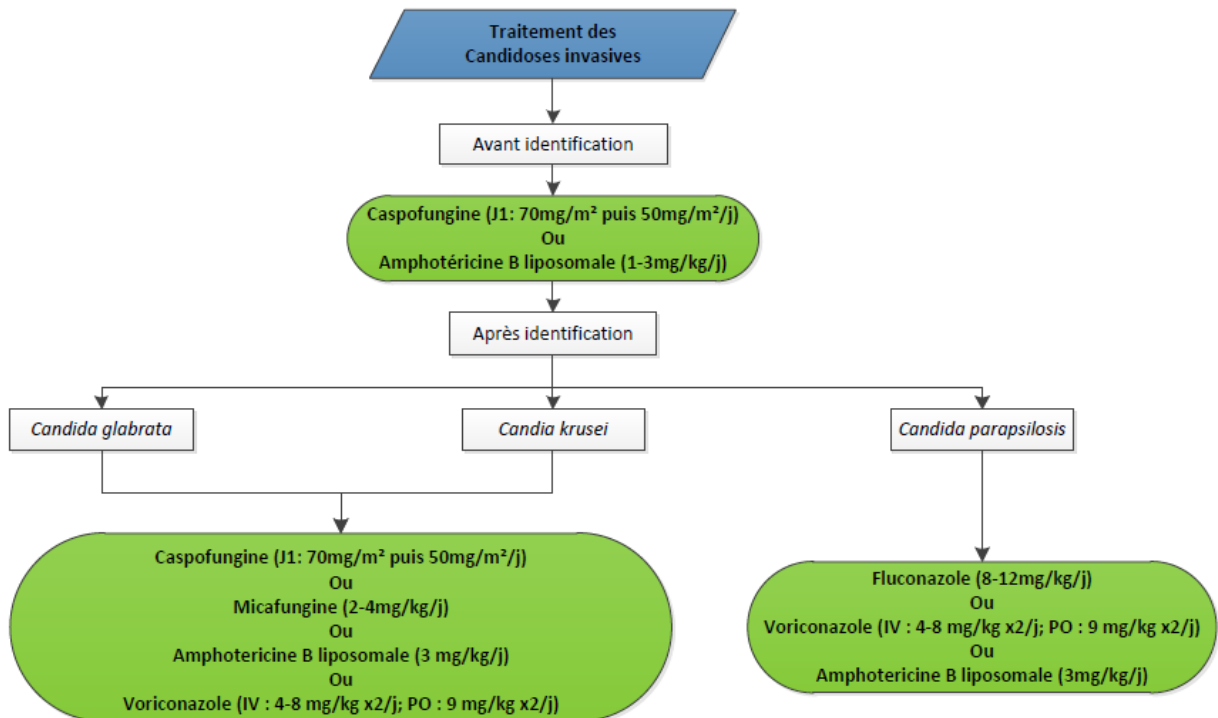 Traitement des
Candidoses invasives
Avant identification
Caspofungine (J1: 70mg/m² puis 50mg/m²/j)
Ou
Amphotéricine B liposomale (1-3mg/kg/j)
Après identification
Candida glabrata
Candia krusei
Candida parapsilosis
Caspofungine (J1: 70mg/m² puis 50mg/m²/j)
Ou
Micafungine (2-4mg/kg/j)
Ou
Amphotericine B liposomale (3 mg/kg/j)
Ou
Voriconazole (IV : 4-8 mg/kg x2/j; PO : 9 mg/kg x2/j)
Fluconazole (8-12mg/kg/j)
Ou
Voriconazole (IV : 4-8 mg/kg x2/j; PO : 9 mg/kg x2/j)
Ou
Amphotericine B liposomale (3mg/kg/j)